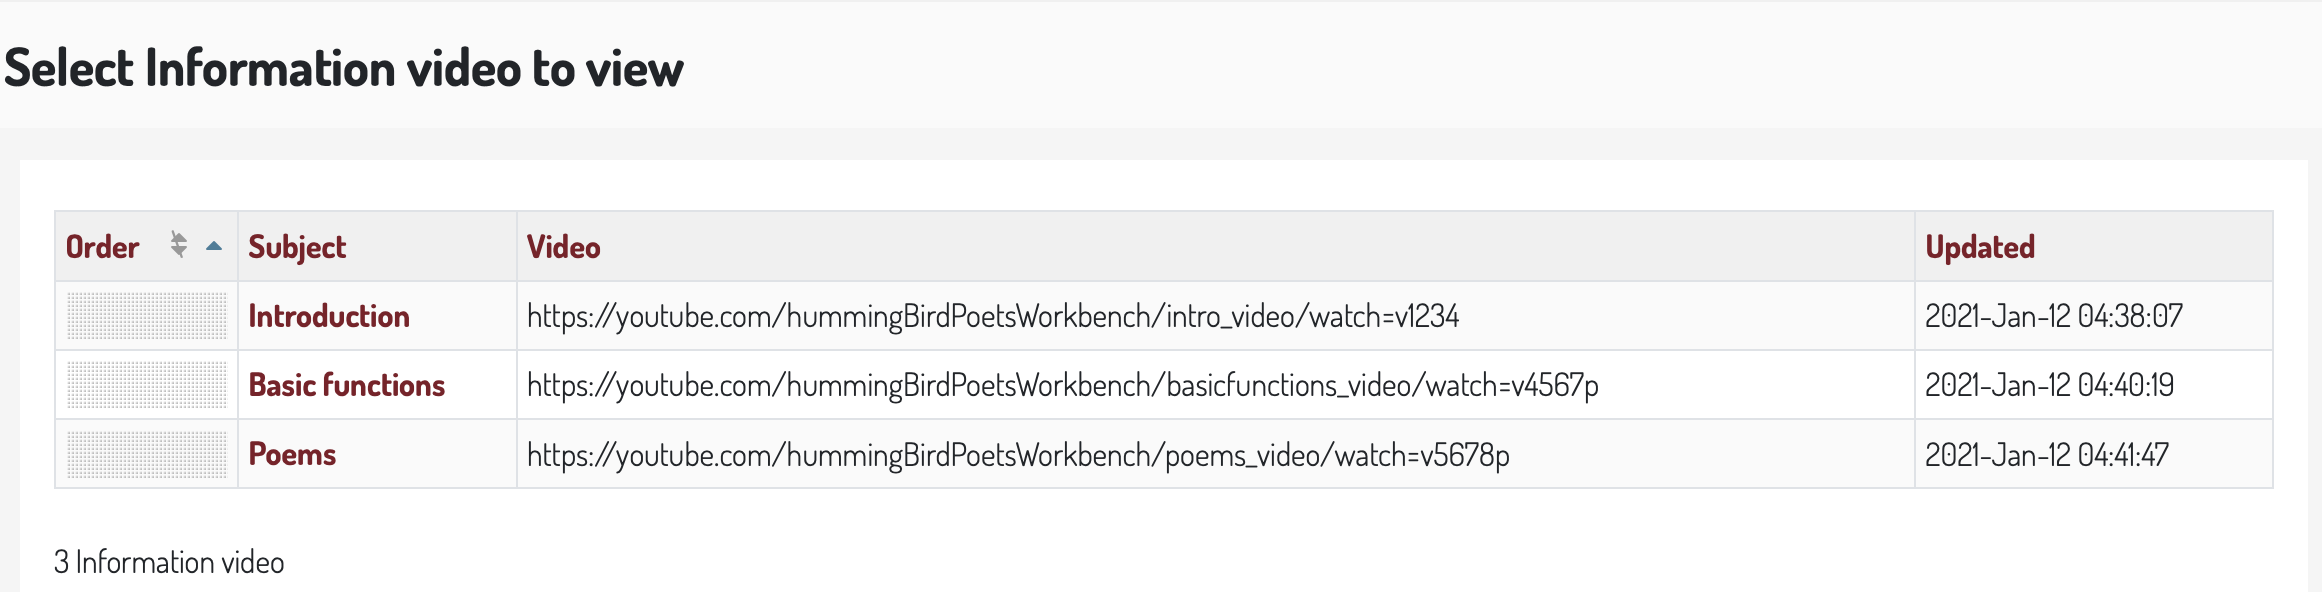 Select Information video to view
Order Subject Video Updated
Introduction https://youtube.com/hummingBirdPoetsWorkbench/intro_video/watch=v1234 2021-Jan-12 04:38:07
Basic functions https://youtube.com/hummingBirdPoetsWorkbench/basicfunctions_video/watch=v4567p 2021-Jan-12 04:40:19
Poems https://youtube.com/hummingBirdPoetsWorkbench/poems_video/watch=v5678p 2021-Jan-12 04:41:47
3 Information video